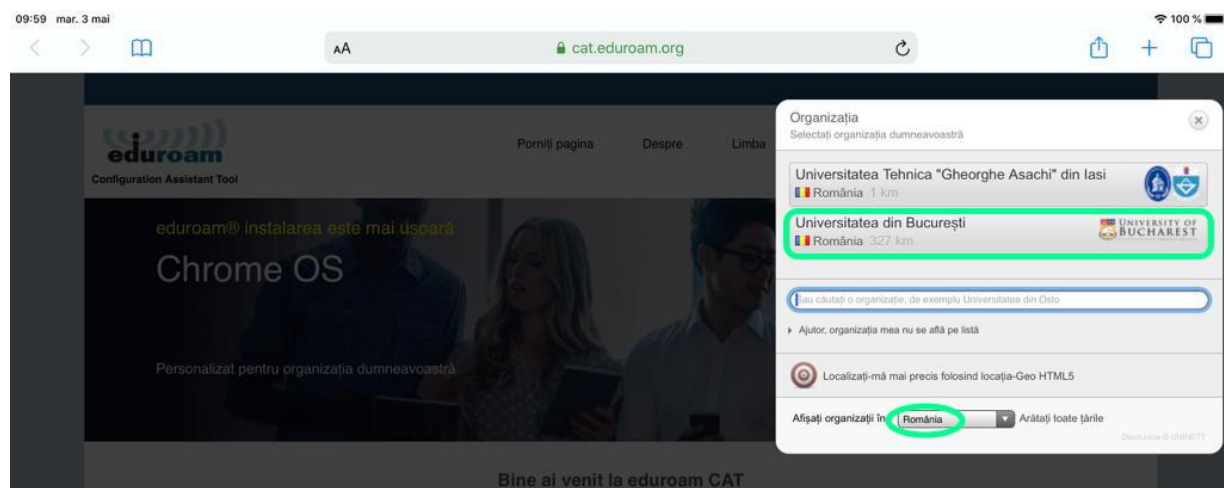 09:59 mar. 3 mai
100 %
AA
cat.eduroam.org
eduroam
Configuration Assistant Tool
Porniți pagina
Despre
Limba
eduroam® instalarea este mai ușoară
Chrome OS
Personalizat pentru organizația dumneavoastră
Bine ai venit la eduroam CAT
Organizația
Selectați organizația dumneavoastră
Universitatea Tehnica "Gheorghe Asachi" din Iasi
România 1 km
Universitatea din București
România 327 km
UNIVERSITY OF
BUCHAREST
Sau căutați o organizație, de exemplu Universitatea din Oslo
Ajutor, organizația mea nu se află pe listă
Localizați-mă mai precis folosind locația-Geo HTML5
Afișați organizații în România Arătați toate țările
DiscoJuice © UNINETT